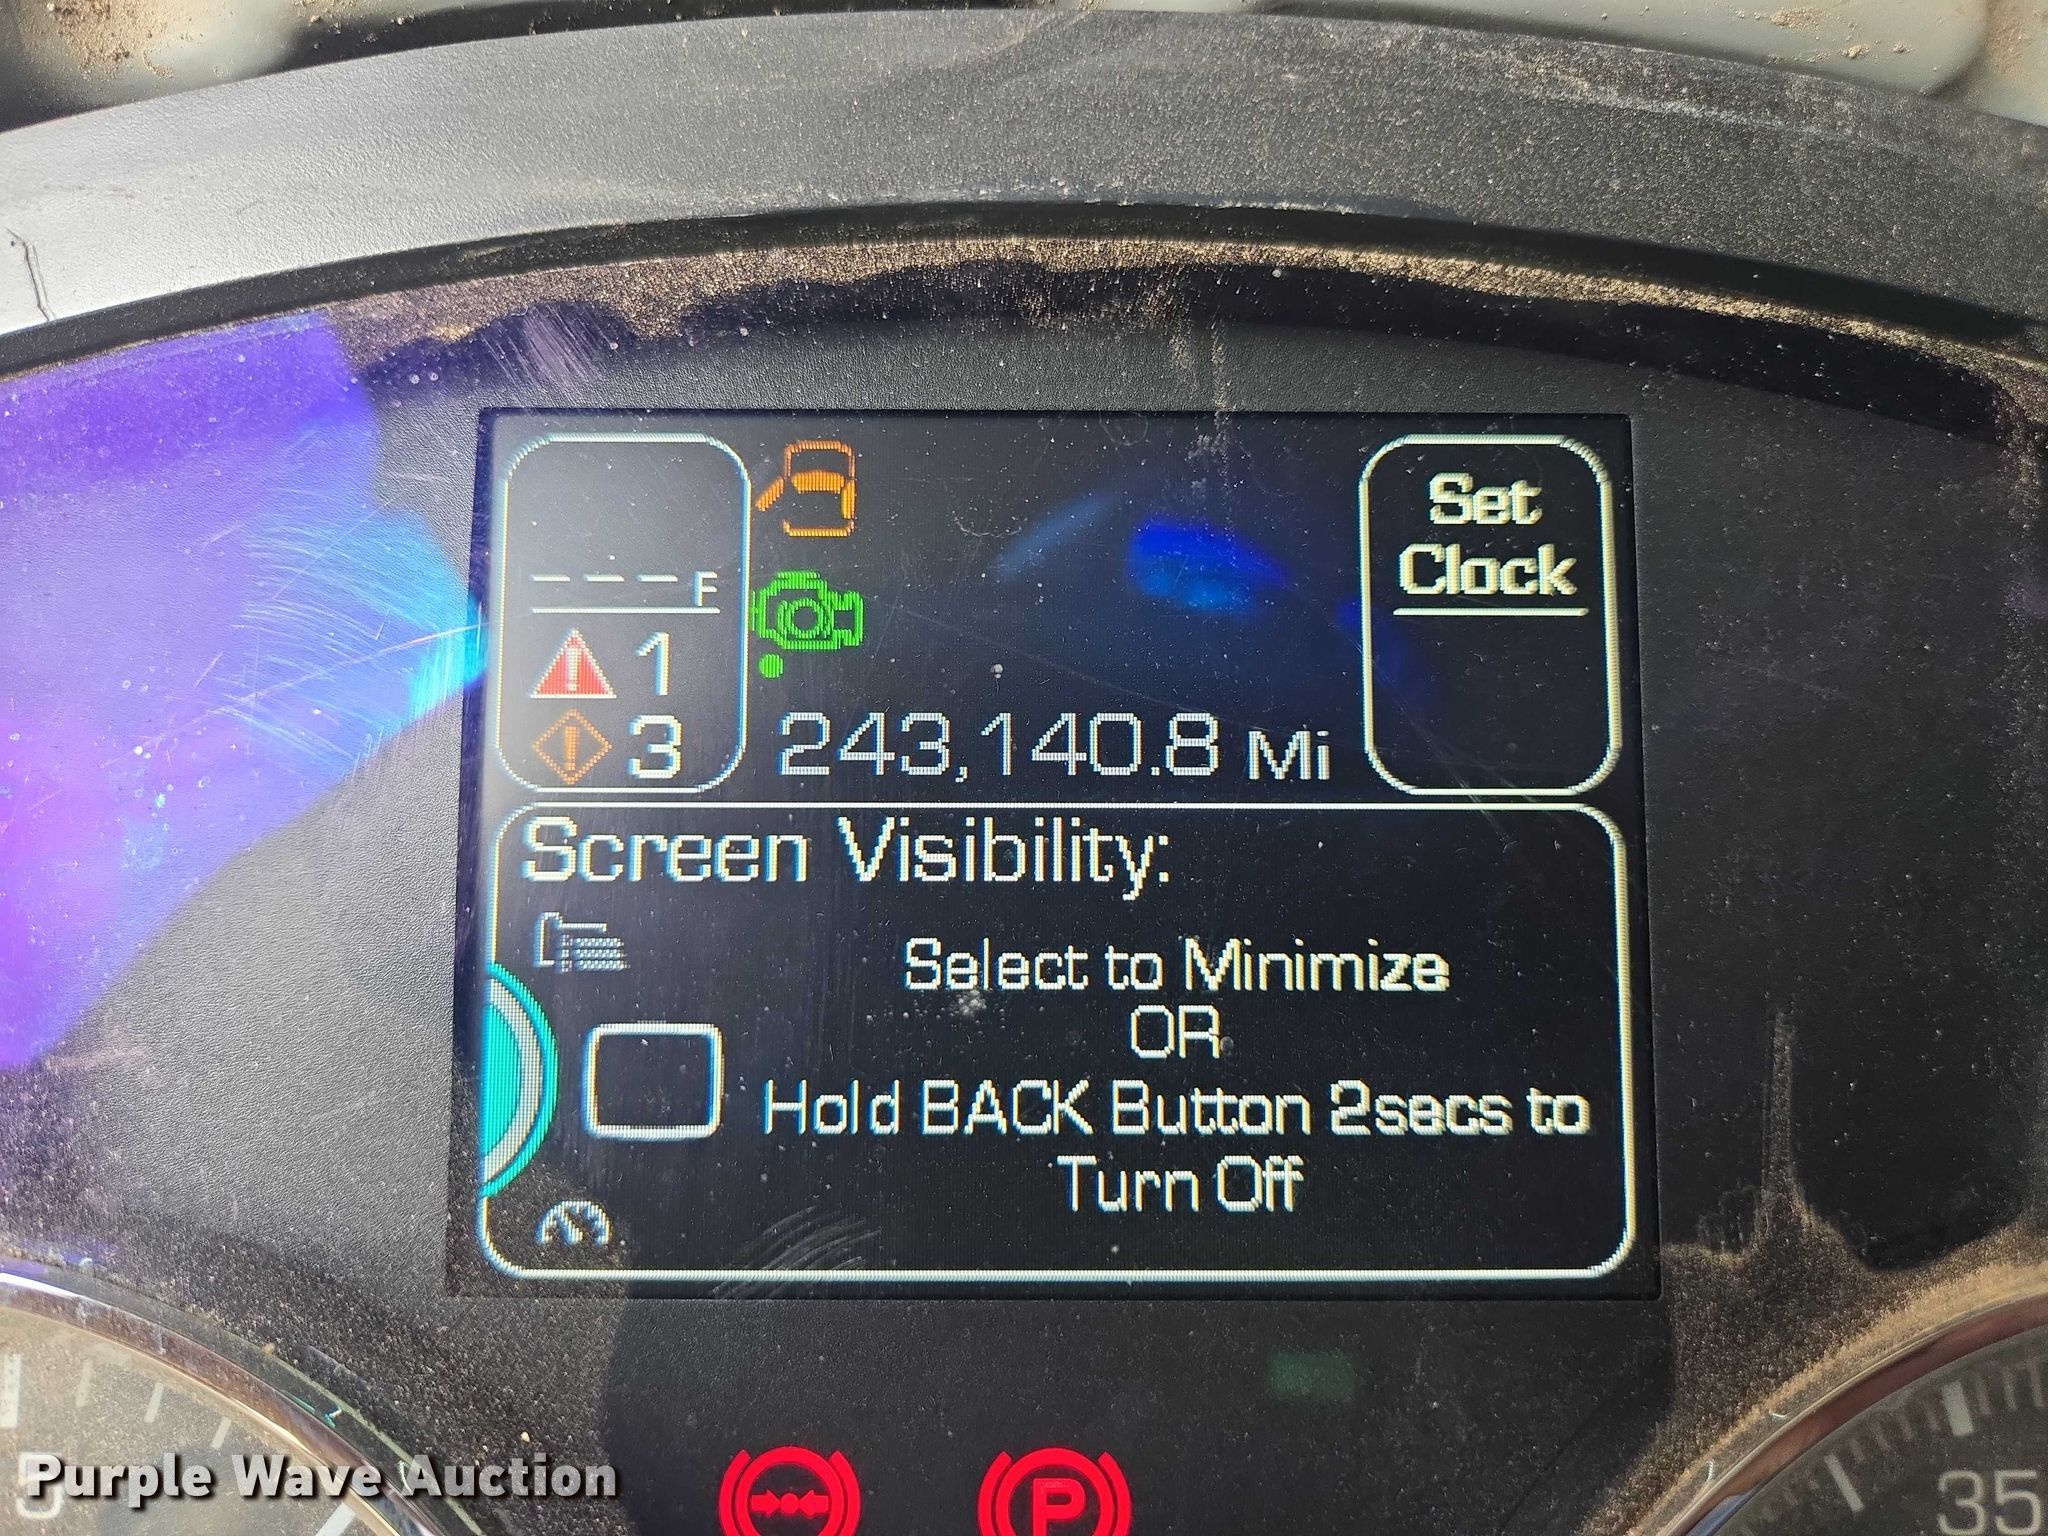 Set
Clock
---F
1
3
243,140.8 Mi
Screen Visibility:
Select to Minimize
OR
Hold BACK Button 2secs to
Turn Off
P
5
35
Purple Wave Auction